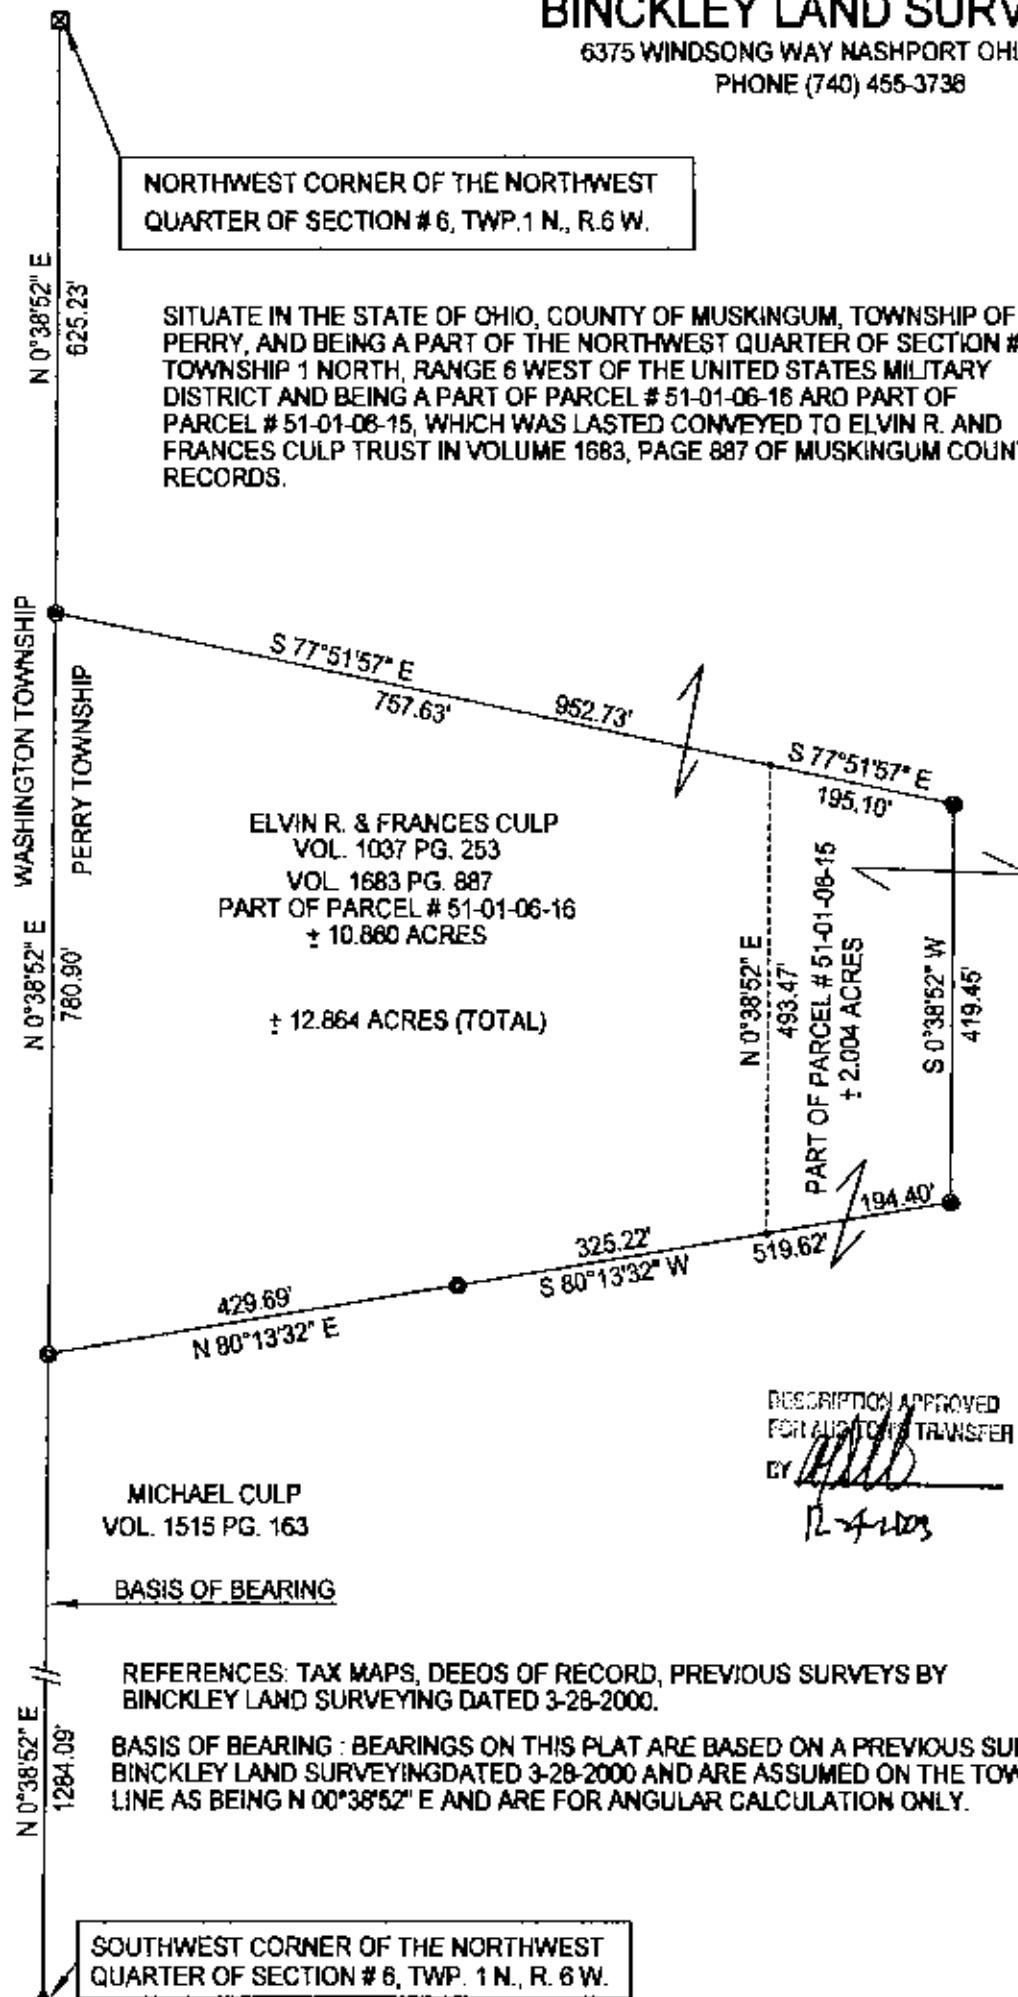 BINCKLEY LAND SURV
6375 WINDSONG WAY NASHPORT OHI
PHONE (740) 455-3738
NORTHWEST CORNER OF THE NORTHWEST
QUARTER OF SECTION # 6, TWP.1 N., R.6 W.
N 0°38'52" E
625.23'
SITUATE IN THE STATE OF OHIO, COUNTY OF MUSKINGUM, TOWNSHIP OF
PERRY, AND BEING A PART OF THE NORTHWEST QUARTER OF SECTION #
TOWNSHIP 1 NORTH, RANGE 6 WEST OF THE UNITED STATES MILITARY
DISTRICT AND BEING A PART OF PARCEL # 51-01-06-16 ARO PART OF
PARCEL # 51-01-06-15, WHICH WAS LASTED CONVEYED TO ELVIN R. AND
FRANCES CULP TRUST IN VOLUME 1683, PAGE 887 OF MUSKINGUM COUNT
RECORDS.
WASHINGTON TOWNSHIP
PERRY TOWNSHIP
S 77°51'57" E
757.63'
952.73'
S 77°51'57" E
195.10'
ELVIN R. & FRANCES CULP
VOL. 1037 PG. 253
VOL. 1683 PG. 887
PART OF PARCEL # 51-01-06-16
± 10.860 ACRES
± 12.864 ACRES (TOTAL)
N 0°38'52" E
780.90'
N 0°38'52" E
493.47'
PART OF PARCEL # 51-01-06-15
± 2.004 ACRES
S 0°38'52" W
419.45'
194.40'
519.62'
325.22'
S 80°13'32" W
429.69'
N 80°13'32" E
DESCRIPTION APPROVED
FOR AUDITOR'S TRANSFER
BY
MICHAEL CULP
VOL. 1515 PG. 163
BASIS OF BEARING
REFERENCES: TAX MAPS, DEEDS OF RECORD, PREVIOUS SURVEYS BY
BINCKLEY LAND SURVEYING DATED 3-28-2000.
N 0°38'52" E
1284.09'
BASIS OF BEARING : BEARINGS ON THIS PLAT ARE BASED ON A PREVIOUS SU
BINCKLEY LAND SURVEYINGDATED 3-28-2000 AND ARE ASSUMED ON THE TOW
LINE AS BEING N 00°38'52" E AND ARE FOR ANGULAR CALCULATION ONLY.
SOUTHWEST CORNER OF THE NORTHWEST
QUARTER OF SECTION # 6, TWP. 1 N., R. 6 W.